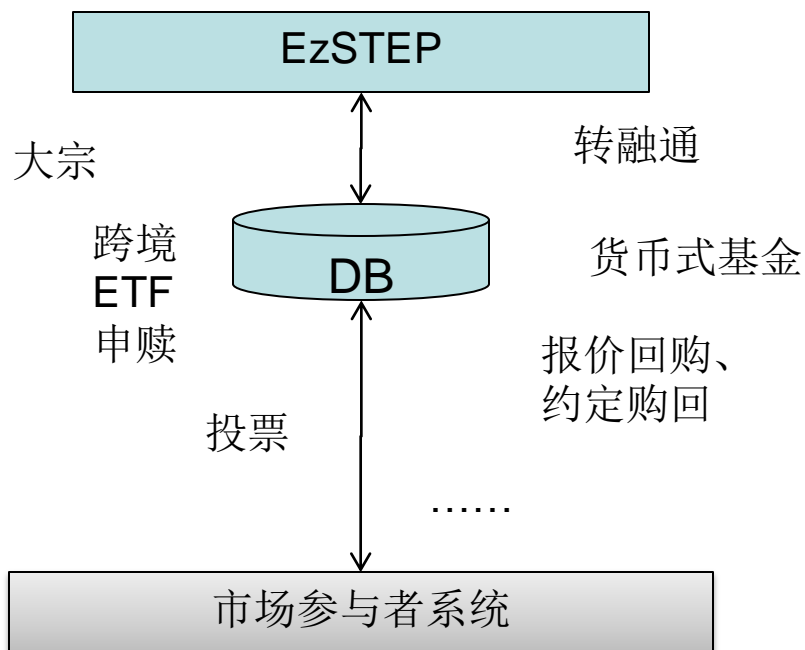 EzSTEP
大宗
转融通
跨境
ETF
申赎
DB
货币式基金
报价回购、
约定购回
投票
......
市场参与者系统